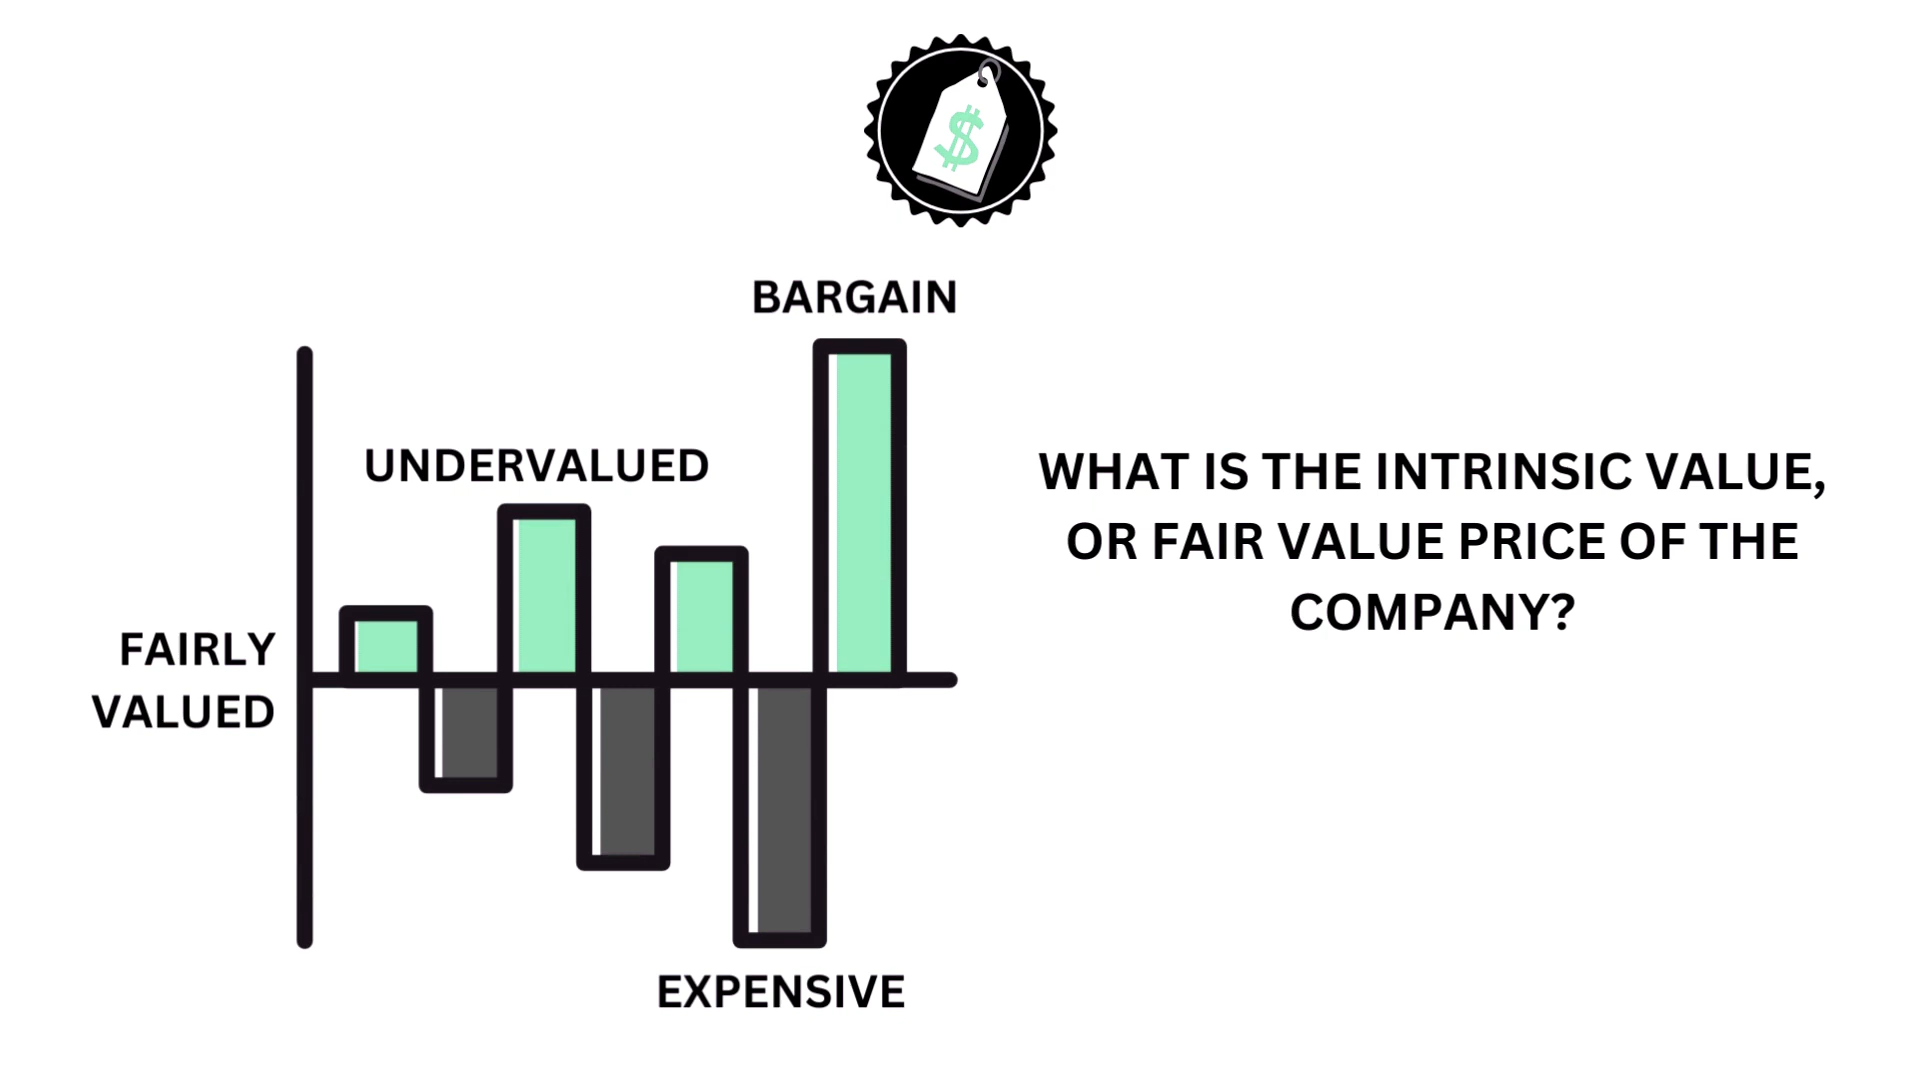 $
BARGAIN
UNDERVALUED
FAIRLY
VALUED
EXPENSIVE
WHAT IS THE INTRINSIC VALUE,
OR FAIR VALUE PRICE OF THE
COMPANY?